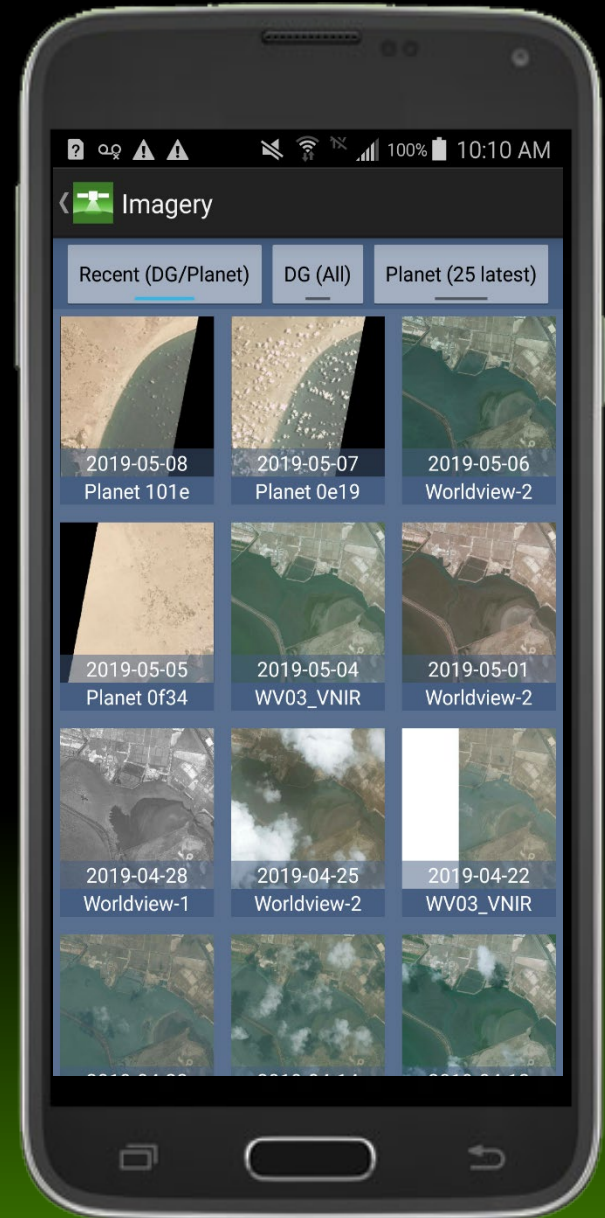 100% 10:10 AM
Imagery
Recent (DG/Planet) DG (All) Planet (25 latest)
2019-05-08 2019-05-07 2019-05-06
Planet 101e Planet 0e19 Worldview-2
2019-05-05 2019-05-04 2019-05-01
Planet 0f34 WV03_VNIR Worldview-2
2019-04-28 2019-04-25 2019-04-22
Worldview-1 Worldview-2 WV03_VNIR